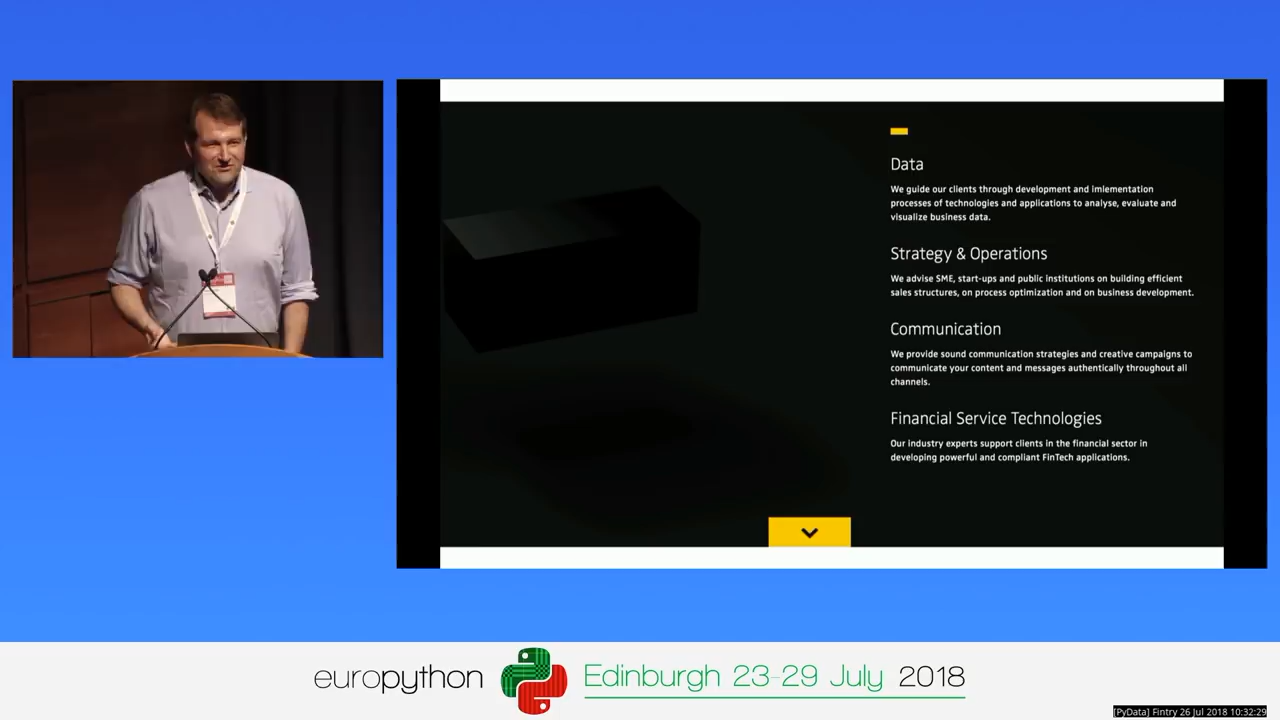 Data
We guide our clients through development and imlementation
processes of technologies and applications to analyse, evaluate and
visualize business data.
Strategy & Operations
We advise SME, start-ups and public institutions on building efficient
sales structures, on process optimization and on business development.
Communication
We provide sound communication strategies and creative campaigns to
communicate your content and messages authentically throughout all
channels.
Financial Service Technologies
Our industry experts support clients in the financial sector in
developing powerful and compliant FinTech applications.
europython Edinburgh 23-29 July 2018
[PyData] Fintry 26 Jul 2018 10:32:29